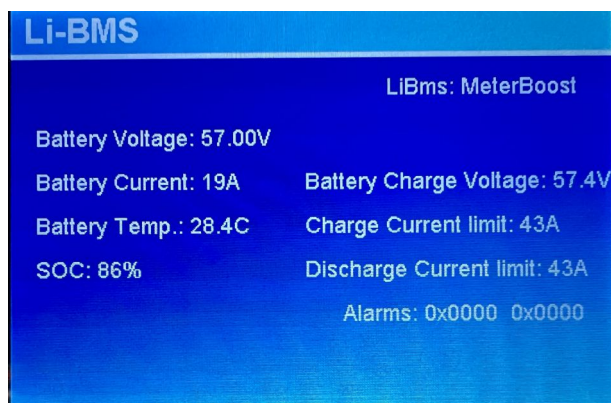 Li-BMS
LiBms: MeterBoost
Battery Voltage: 57.00V
Battery Current: 19A
Battery Charge Voltage: 57.4V
Battery Temp.: 28.4C
Charge Current limit: 43A
SOC: 86%
Discharge Current limit: 43A
Alarms: 0x0000 0x0000